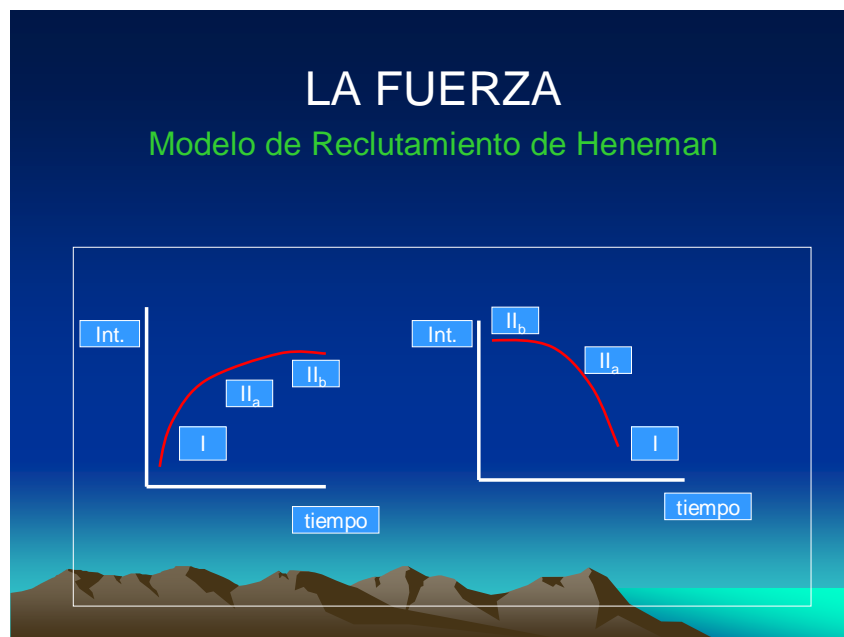 LA FUERZA
Modelo de Reclutamiento de Heneman
Int.
II_b
II_a
I
tiempo
Int.
II_b
II_a
I
tiempo